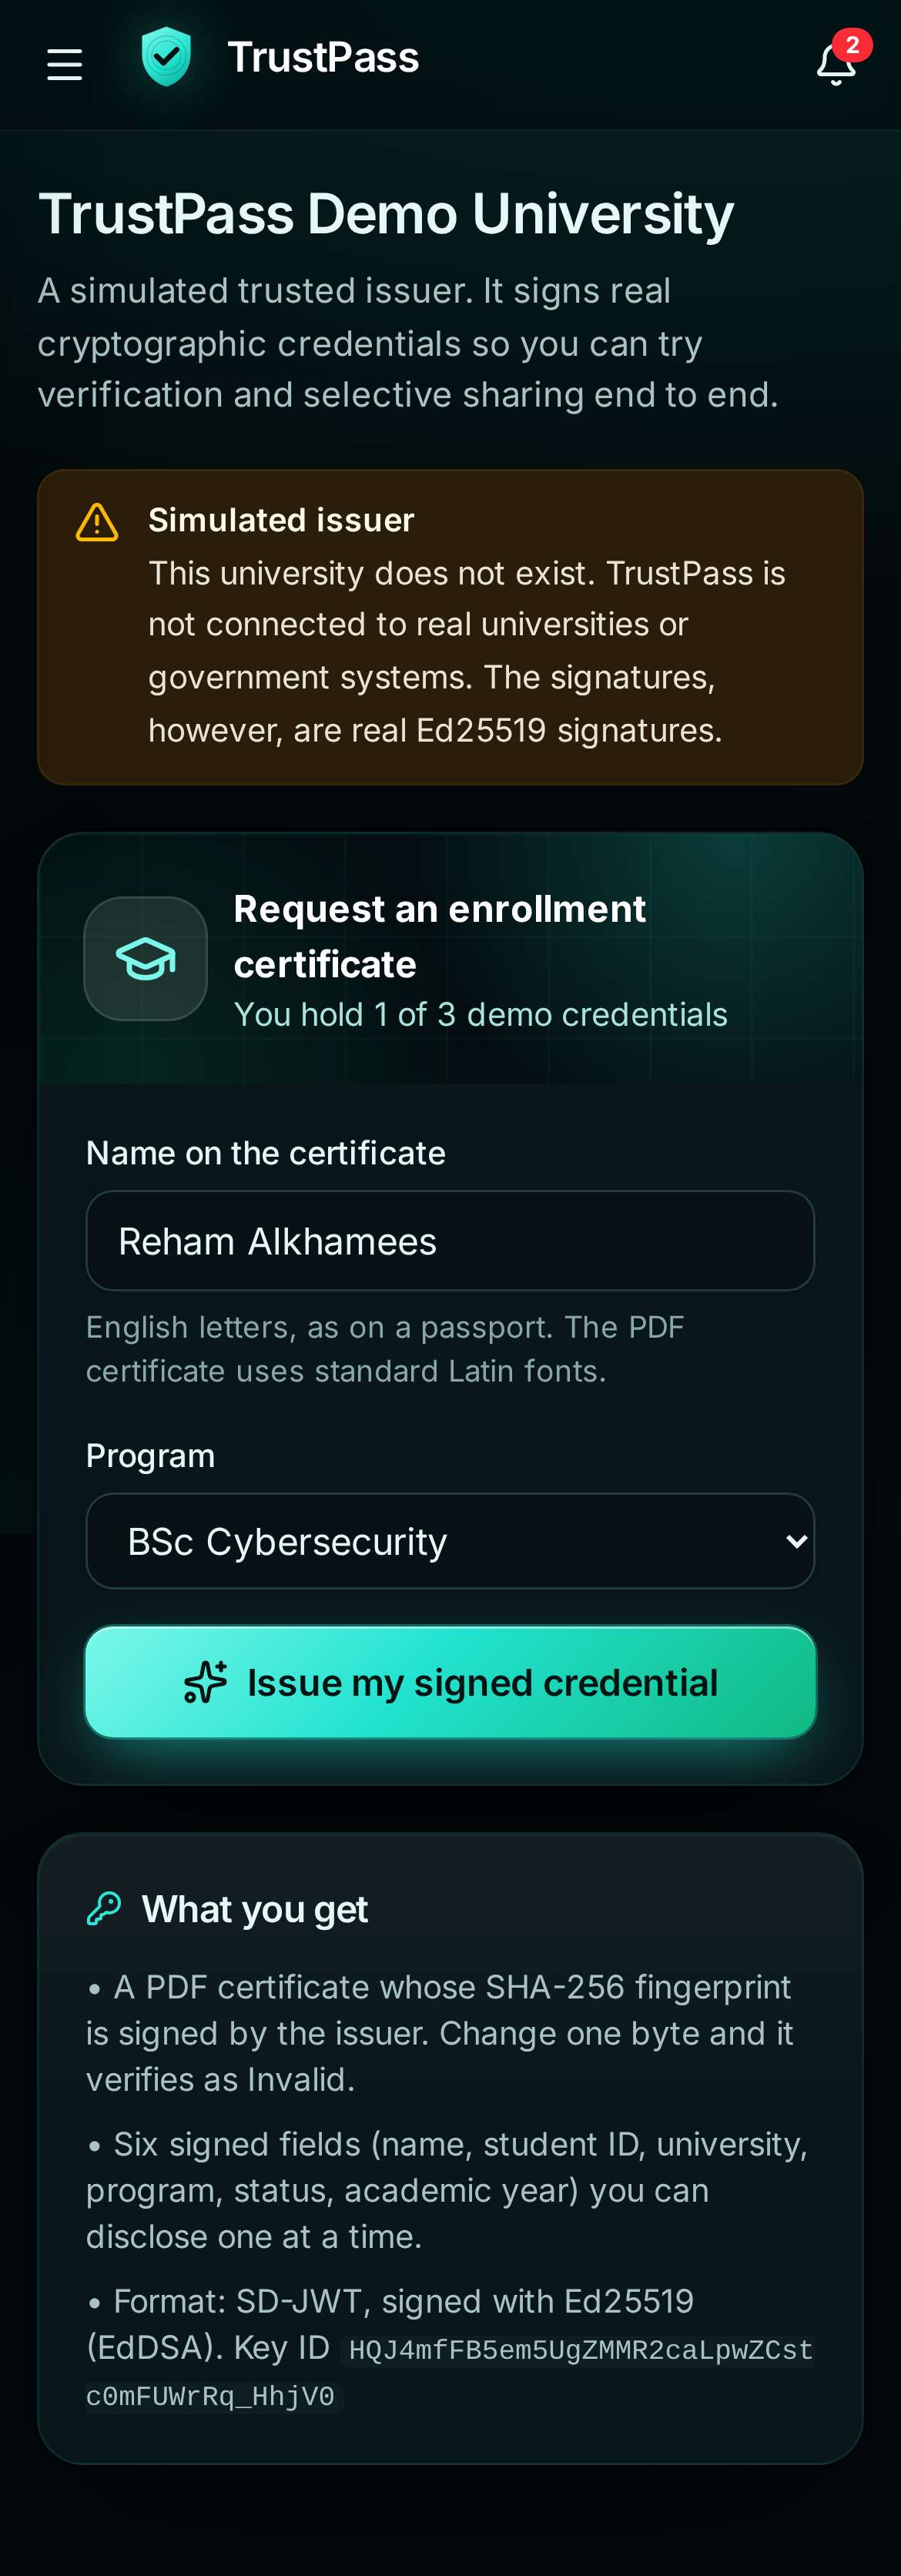 TrustPass
2
TrustPass Demo University
A simulated trusted issuer. It signs real
cryptographic credentials so you can try
verification and selective sharing end to end.
Simulated issuer
This university does not exist. TrustPass is
not connected to real universities or
government systems. The signatures,
however, are real Ed25519 signatures.
Request an enrollment
certificate
You hold 1 of 3 demo credentials
Name on the certificate
Reham Alkhamees
English letters, as on a passport. The PDF
certificate uses standard Latin fonts.
Program
BSc Cybersecurity
Issue my signed credential
What you get
• A PDF certificate whose SHA-256 fingerprint
is signed by the issuer. Change one byte and it
verifies as Invalid.
• Six signed fields (name, student ID, university,
program, status, academic year) you can
disclose one at a time.
• Format: SD-JWT, signed with Ed25519
(EdDSA). Key ID HQJ4mfFB5em5UgZMMR2caLpwZCst
c0mFUWrRq_HhjV0